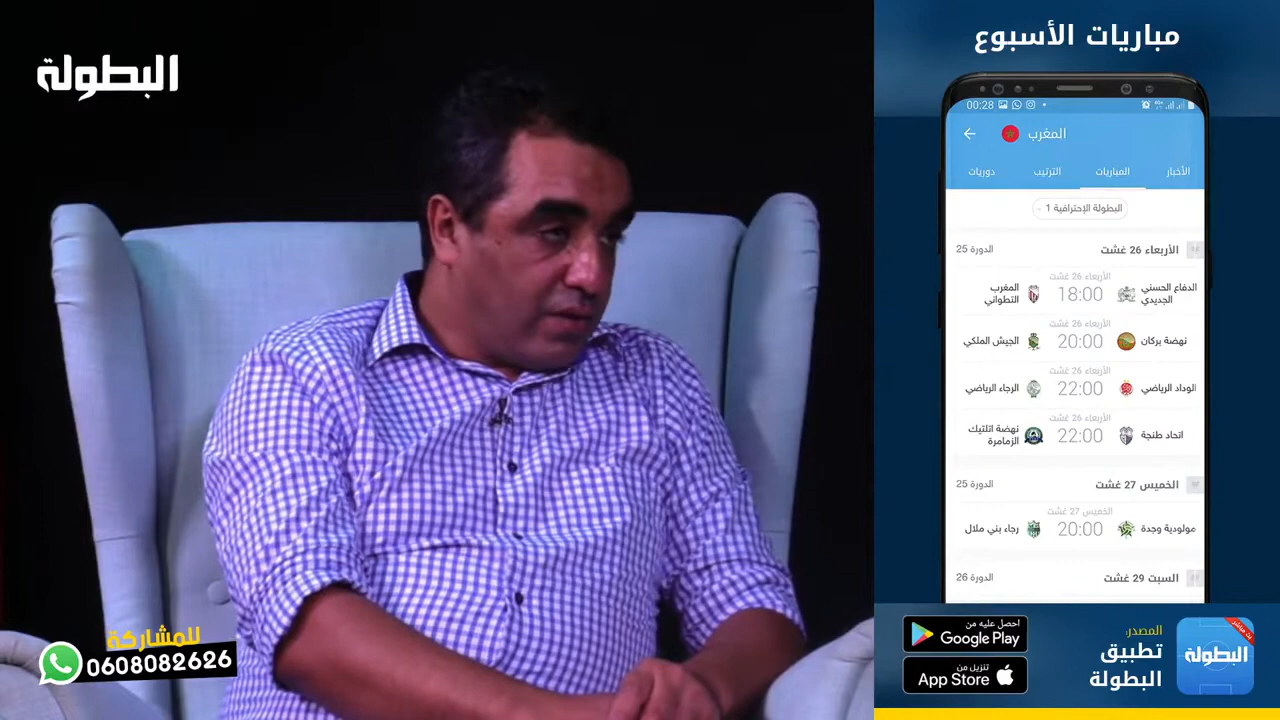 البطولة
للمشاركة
0608082626
مباريات الأسبوع
00:28
المغرب
الأخبار المباريات الترتيب دوريات
البطولة الإحترافية 1
الأربعاء 26 غشت الدورة 25
الأربعاء 26 غشت
الدفاع الحسني الجديدي 18:00 المغرب التطواني
الأربعاء 26 غشت
نهضة بركان 20:00 الجيش الملكي
الأربعاء 26 غشت
الوداد الرياضي 22:00 الرجاء الرياضي
الأربعاء 26 غشت
اتحاد طنجة 22:00 نهضة اتلتيك الزمامرة
الخميس 27 غشت الدورة 25
الخميس 27 غشت
مولودية وجدة 20:00 رجاء بني ملال
السبت 29 غشت الدورة 26
احصل عليه من
Google Play
تنزيل من
App Store
المصدر:
تطبيق
البطولة
بث مباشر
البطولة